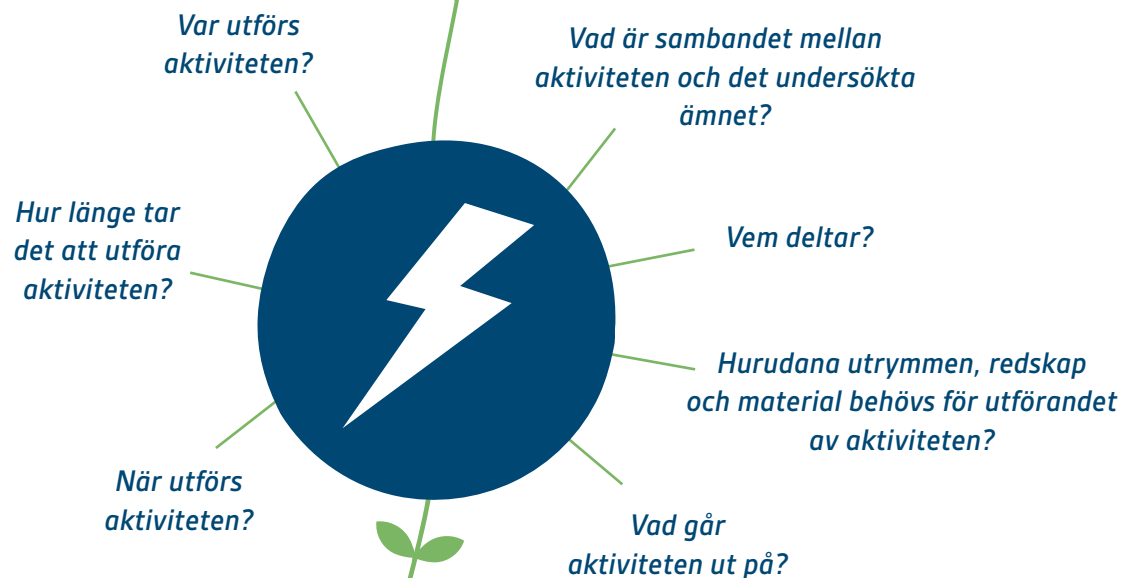 Var utförs
aktiviteten?
Vad är sambandet mellan
aktiviteten och det undersökta
ämnet?
Hur länge tar
det att utföra
aktiviteten?
Vem deltar?
Hurudana utrymmen, redskap
och material behövs för utförandet
av aktiviteten?
När utförs
aktiviteten?
Vad går
aktiviteten ut på?